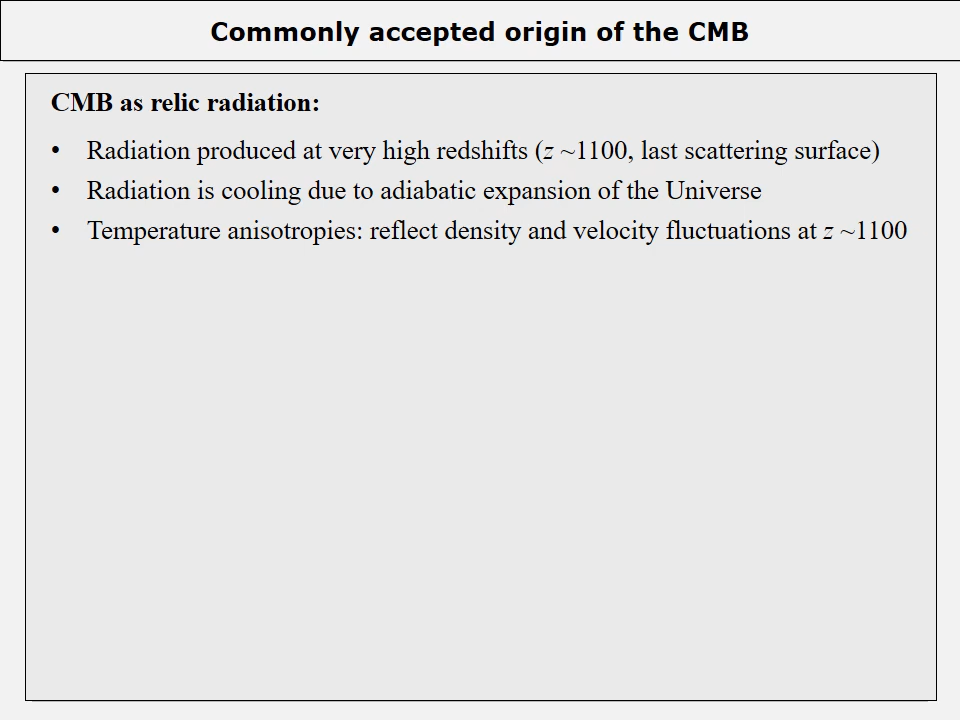 Commonly accepted origin of the CMB
CMB as relic radiation:
• Radiation produced at very high redshifts (z ~1100, last scattering surface)
• Radiation is cooling due to adiabatic expansion of the Universe
• Temperature anisotropies: reflect density and velocity fluctuations at z ~1100